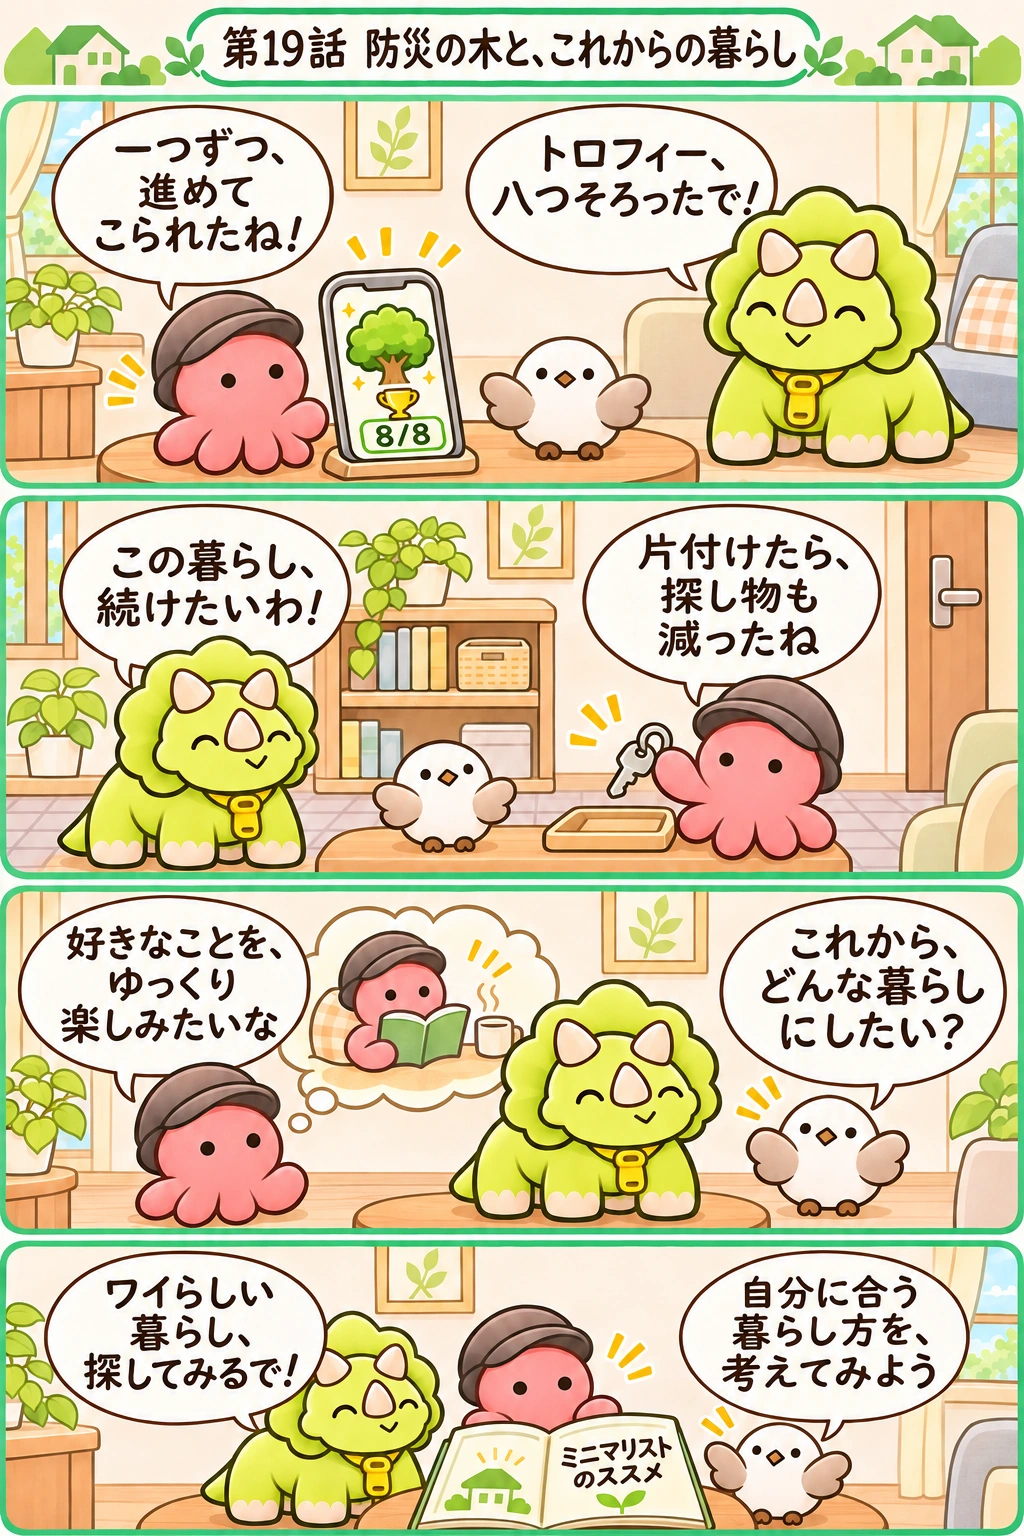 第19話 防災の木と、これからの暮らし
一つずつ、
進めて
こられたね!
トロフィー、
八つそろったで!
8/8
この暮らし、
続けたいわ!
片付けたら、
探し物も
減ったね
好きなことを、
ゆっくり
楽しみたいな
これから、
どんな暮らし
にしたい?
ワイらしい
暮らし、
探してみるで!
自分に合う
暮らし方を、
考えてみよう
ミニマリスト
のススメ